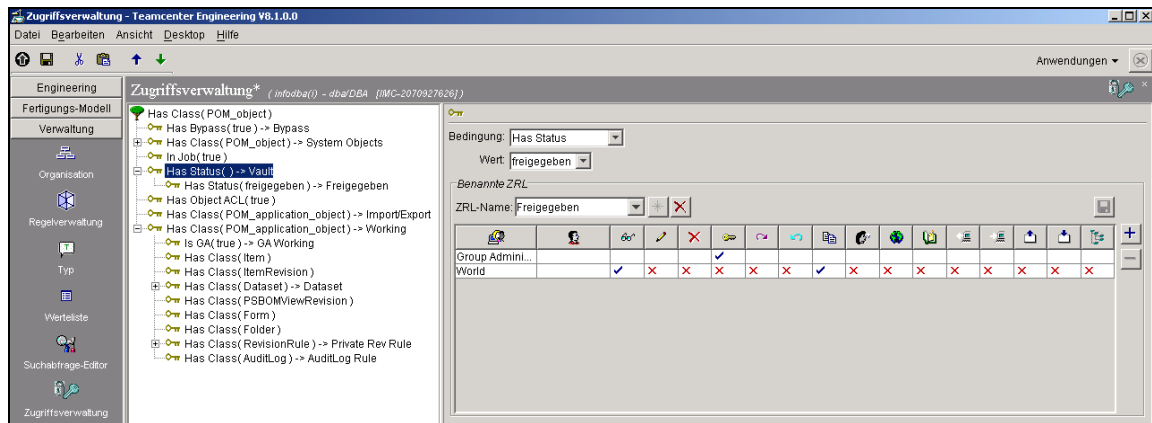 Zugriffsverwaltung - Teamcenter Engineering V8.1.0.0
Datei Bearbeiten Ansicht Desktop Hilfe
Anwendungen
Engineering
Fertigungs-Modell
Verwaltung
Organisation
Regelverwaltung
Typ
Werteliste
Suchabfrage-Editor
Zugriffsverwaltung
Zugriffsverwaltung* ( infodba(i) - dba/DBA [IMC-2070927626] )
Has Class( POM_object )
Has Bypass( true ) -> Bypass
Has Class( POM_object ) -> System Objects
In Job( true )
Has Status( ) -> Vault
Has Status( freigegeben ) -> Freigegeben
Has Object ACL( true )
Has Class( POM_application_object ) -> Import/Export
Has Class( POM_application_object ) -> Working
Is GA( true ) -> GA Working
Has Class( Item )
Has Class( ItemRevision )
Has Class( Dataset ) -> Dataset
Has Class( PSBOMViewRevision )
Has Class( Form )
Has Class( Folder )
Has Class( RevisionRule ) -> Private Rev Rule
Has Class( AuditLog ) -> AuditLog Rule
Bedingung: Has Status
Wert: freigegeben
Benannte ZRL
ZRL-Name: Freigegeben
Group Admini...
World